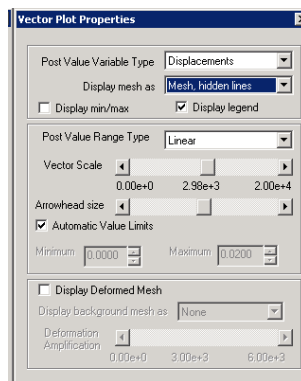 Vector Plot Properties
Post Value Variable Type Displacements
Display mesh as Mesh, hidden lines
Display min/max Display legend
Post Value Range Type Linear
Vector Scale
0.00e+0 2.98e+3 2.00e+4
Arrowhead size
Automatic Value Limits
Minimum 0.0000 Maximum 0.0200
Display Deformed Mesh
Display background mesh as None
Deformation
Amplification
0.00e+0 3.00e+3 6.00e+3